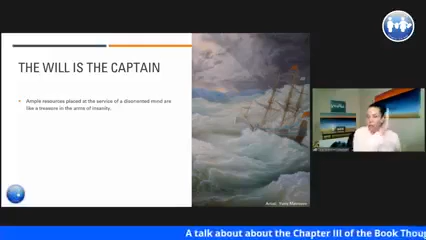 THE WILL IS THE CAPTAIN
Ample resources placed at the service of a disoriented mind are
like a treasure in the arms of insanity.
A talk about about the Chapter III of the Book Thoug